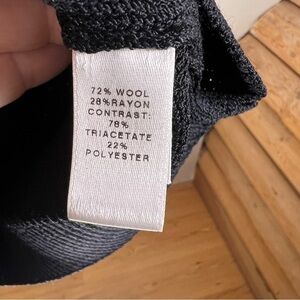 72% WOOL
28%RAYON
CONTRAST:
78%
TRIACETATE
22%
POLYESTER